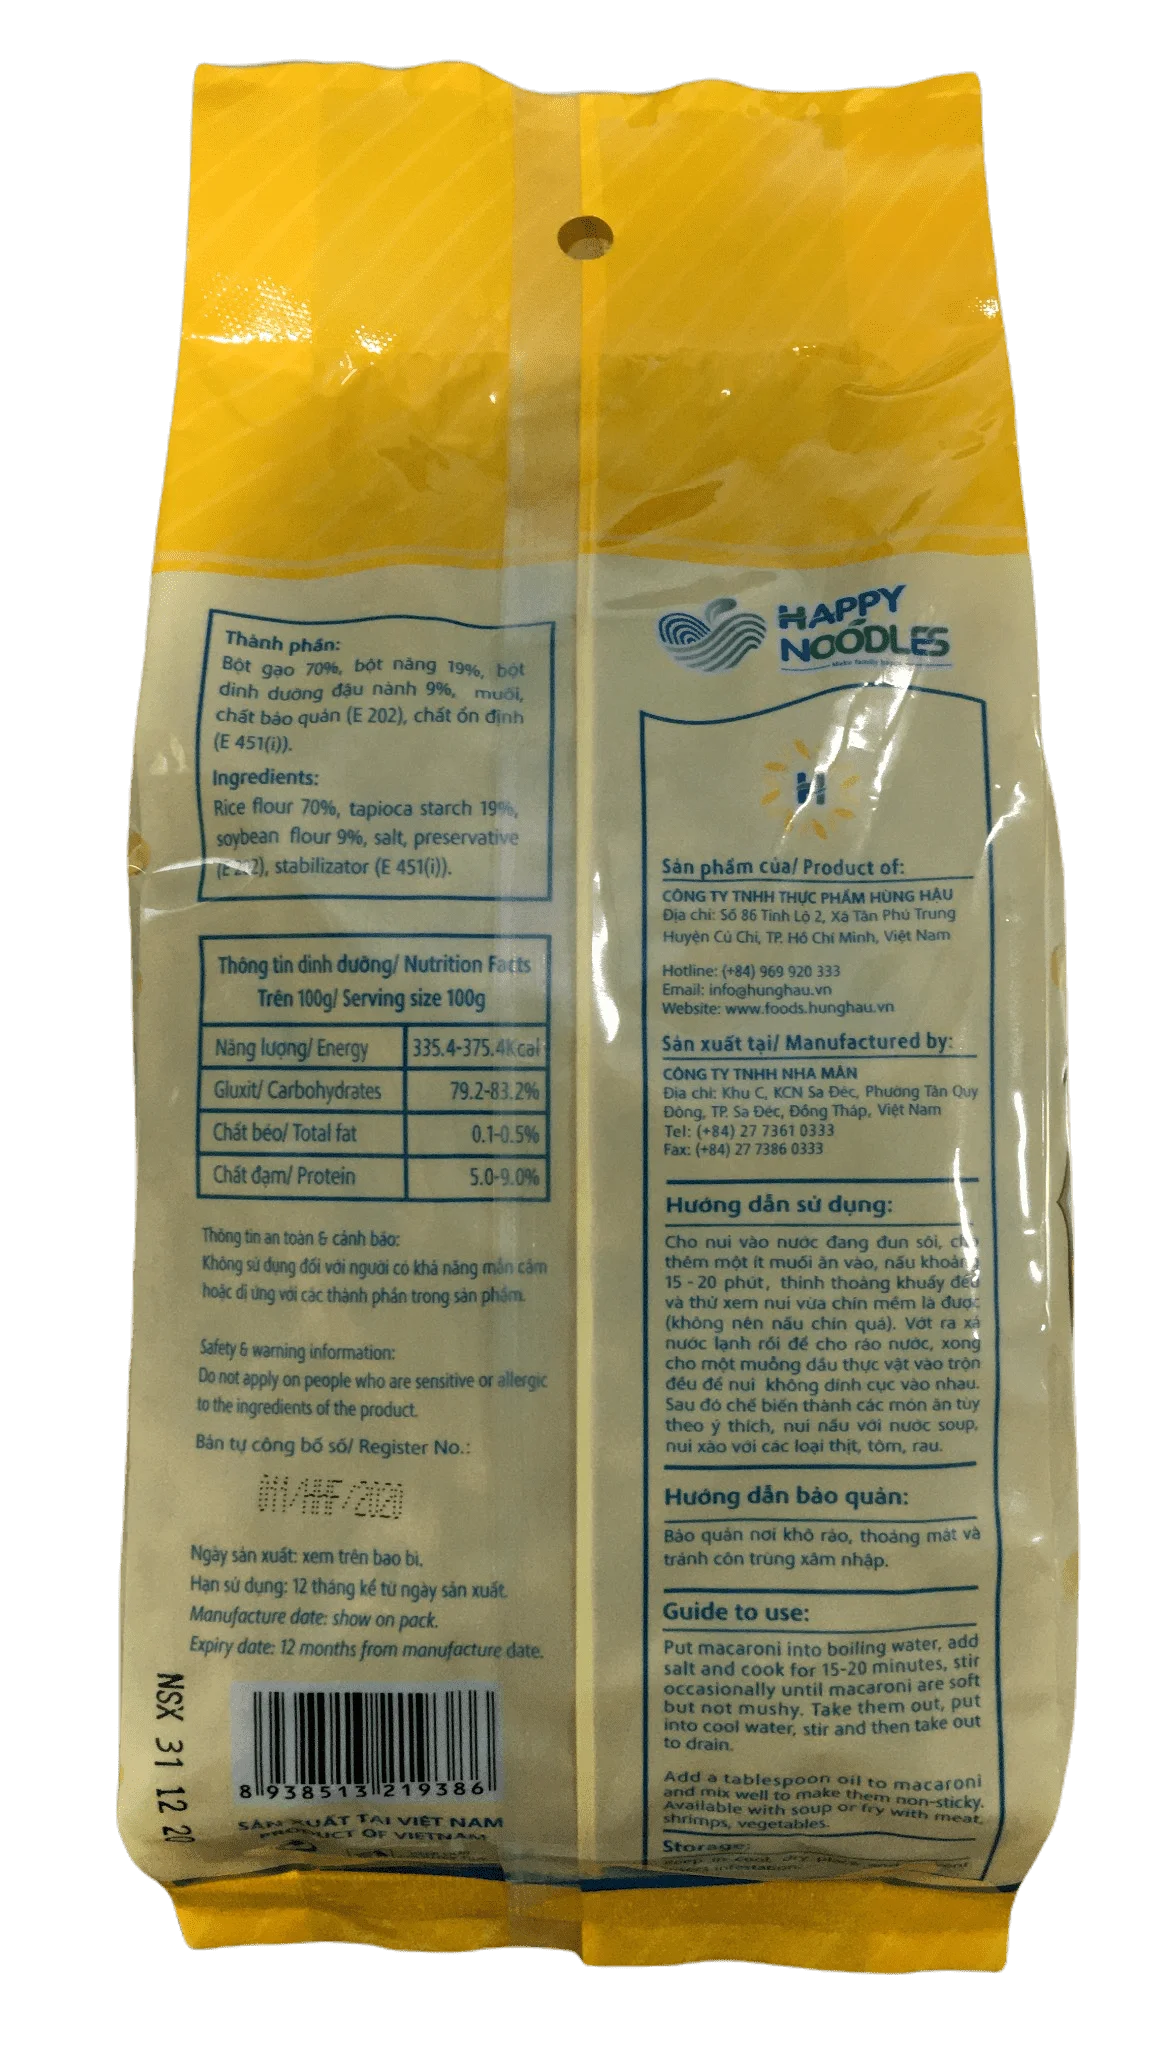 Thành phần:
Bột gạo 70%, bột năng 19%, bột
dinh dưỡng đậu nành 9%, muối,
chất bảo quản (E 202), chất ổn định
(E 451(i)).
Ingredients:
Rice flour 70%, tapioca starch 19%,
soybean flour 9%, salt, preservative
(E 202), stabilizator (E 451(i)).
Thông tin dinh dưỡng/ Nutrition Facts
Trên 100g/ Serving size 100g
Năng lượng/ Energy 335.4-375.4Kcal
Gluxit/ Carbohydrates 79.2-83.2%
Chất béo/ Total fat 0.1-0.5%
Chất đạm/ Protein 5.0-9.0%
Thông tin an toàn & cảnh báo:
Không sử dụng đối với người có khả năng mẫn cảm
hoặc dị ứng với các thành phần trong sản phẩm.
Safety & warning information:
Do not apply on people who are sensitive or allergic
to the ingredients of the product.
Bản tự công bố số/ Register No.:
011/HHF/2020
Ngày sản xuất: xem trên bao bì.
Hạn sử dụng: 12 tháng kể từ ngày sản xuất.
Manufacture date: show on pack.
Expiry date: 12 months from manufacture date.
NSX 31 12 20
8 938513 219386
SẢN XUẤT TẠI VIỆT NAM
PRODUCT OF VIETNAM
HAPPY
NOODLES
Make family
H
Sản phẩm của/ Product of:
CÔNG TY TNHH THỰC PHẨM HÙNG HẬU
Địa chỉ: Số 86 Tỉnh Lộ 2, Xã Tân Phú Trung
Huyện Củ Chi, TP. Hồ Chí Minh, Việt Nam
Hotline: (+84) 969 920 333
Email: info@hunghau.vn
Website: www.foods.hunghau.vn
Sản xuất tại/ Manufactured by:
CÔNG TY TNHH NHA MÂN
Địa chỉ: Khu C, KCN Sa Đéc, Phường Tân Quy
Đông, TP. Sa Đéc, Đồng Tháp, Việt Nam
Tel: (+84) 27 7361 0333
Fax: (+84) 27 7386 0333
Hướng dẫn sử dụng:
Cho nui vào nước đang đun sôi, cho
thêm một ít muối ăn vào, nấu khoảng
15 - 20 phút, thỉnh thoảng khuấy đều
và thử xem nui vừa chín mềm là được
(không nên nấu chín quá). Vớt ra xả
nước lạnh rồi để cho ráo nước, xong
cho một muỗng dầu thực vật vào trộn
đều để nui không dính cục vào nhau.
Sau đó chế biến thành các món ăn tùy
theo ý thích, nui nấu với nước soup,
nui xào với các loại thịt, tôm, rau.
Hướng dẫn bảo quản:
Bảo quản nơi khô ráo, thoáng mát và
tránh côn trùng xâm nhập.
Guide to use:
Put macaroni into boiling water, add
salt and cook for 15-20 minutes, stir
occasionally until macaroni are soft
but not mushy. Take them out, put
into cool water, stir and then take out
to drain.
Add a tablespoon oil to macaroni
and mix well to make them non-sticky.
Available with soup or fry with meat,
shrimps, vegetables.
Storage:
Keep in cool, dry place and
infestation.